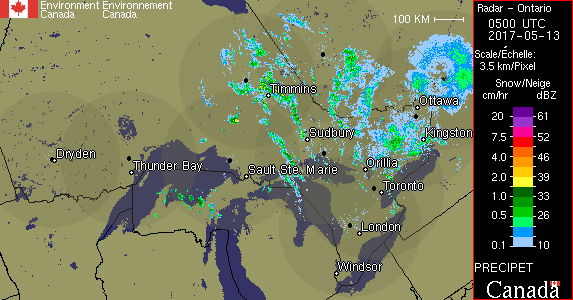 Environment Environnement
Canada Canada
100 KM
Radar - Ontario
0500 UTC
2017-05-13
Scale/Échelle:
3.5 km/Pixel
Snow/Neige
cm/hr dBZ
20 61
7.5 57
5.5 52
4.0 46
2.0 39
1.0 33
0.5 26
0.1 10
PRECIPET
Canada
Timmins
Ottawa
Sudbury
Kingston
Dryden
Thunder Bay
Sault Ste. Marie
Orillia
Toronto
London
Windsor